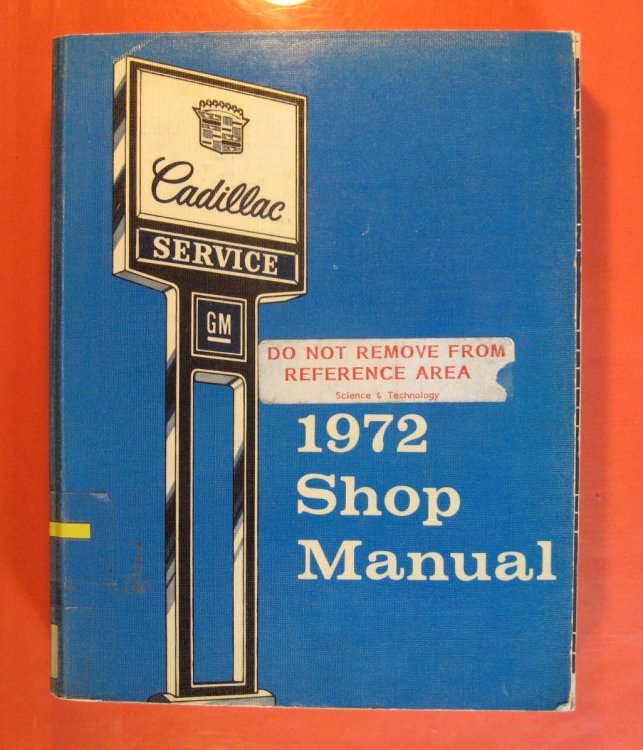 Cadillac
SERVICE
GM
DO NOT REMOVE FROM
REFERENCE AREA
Science & Technology
1972
Shop
Manual